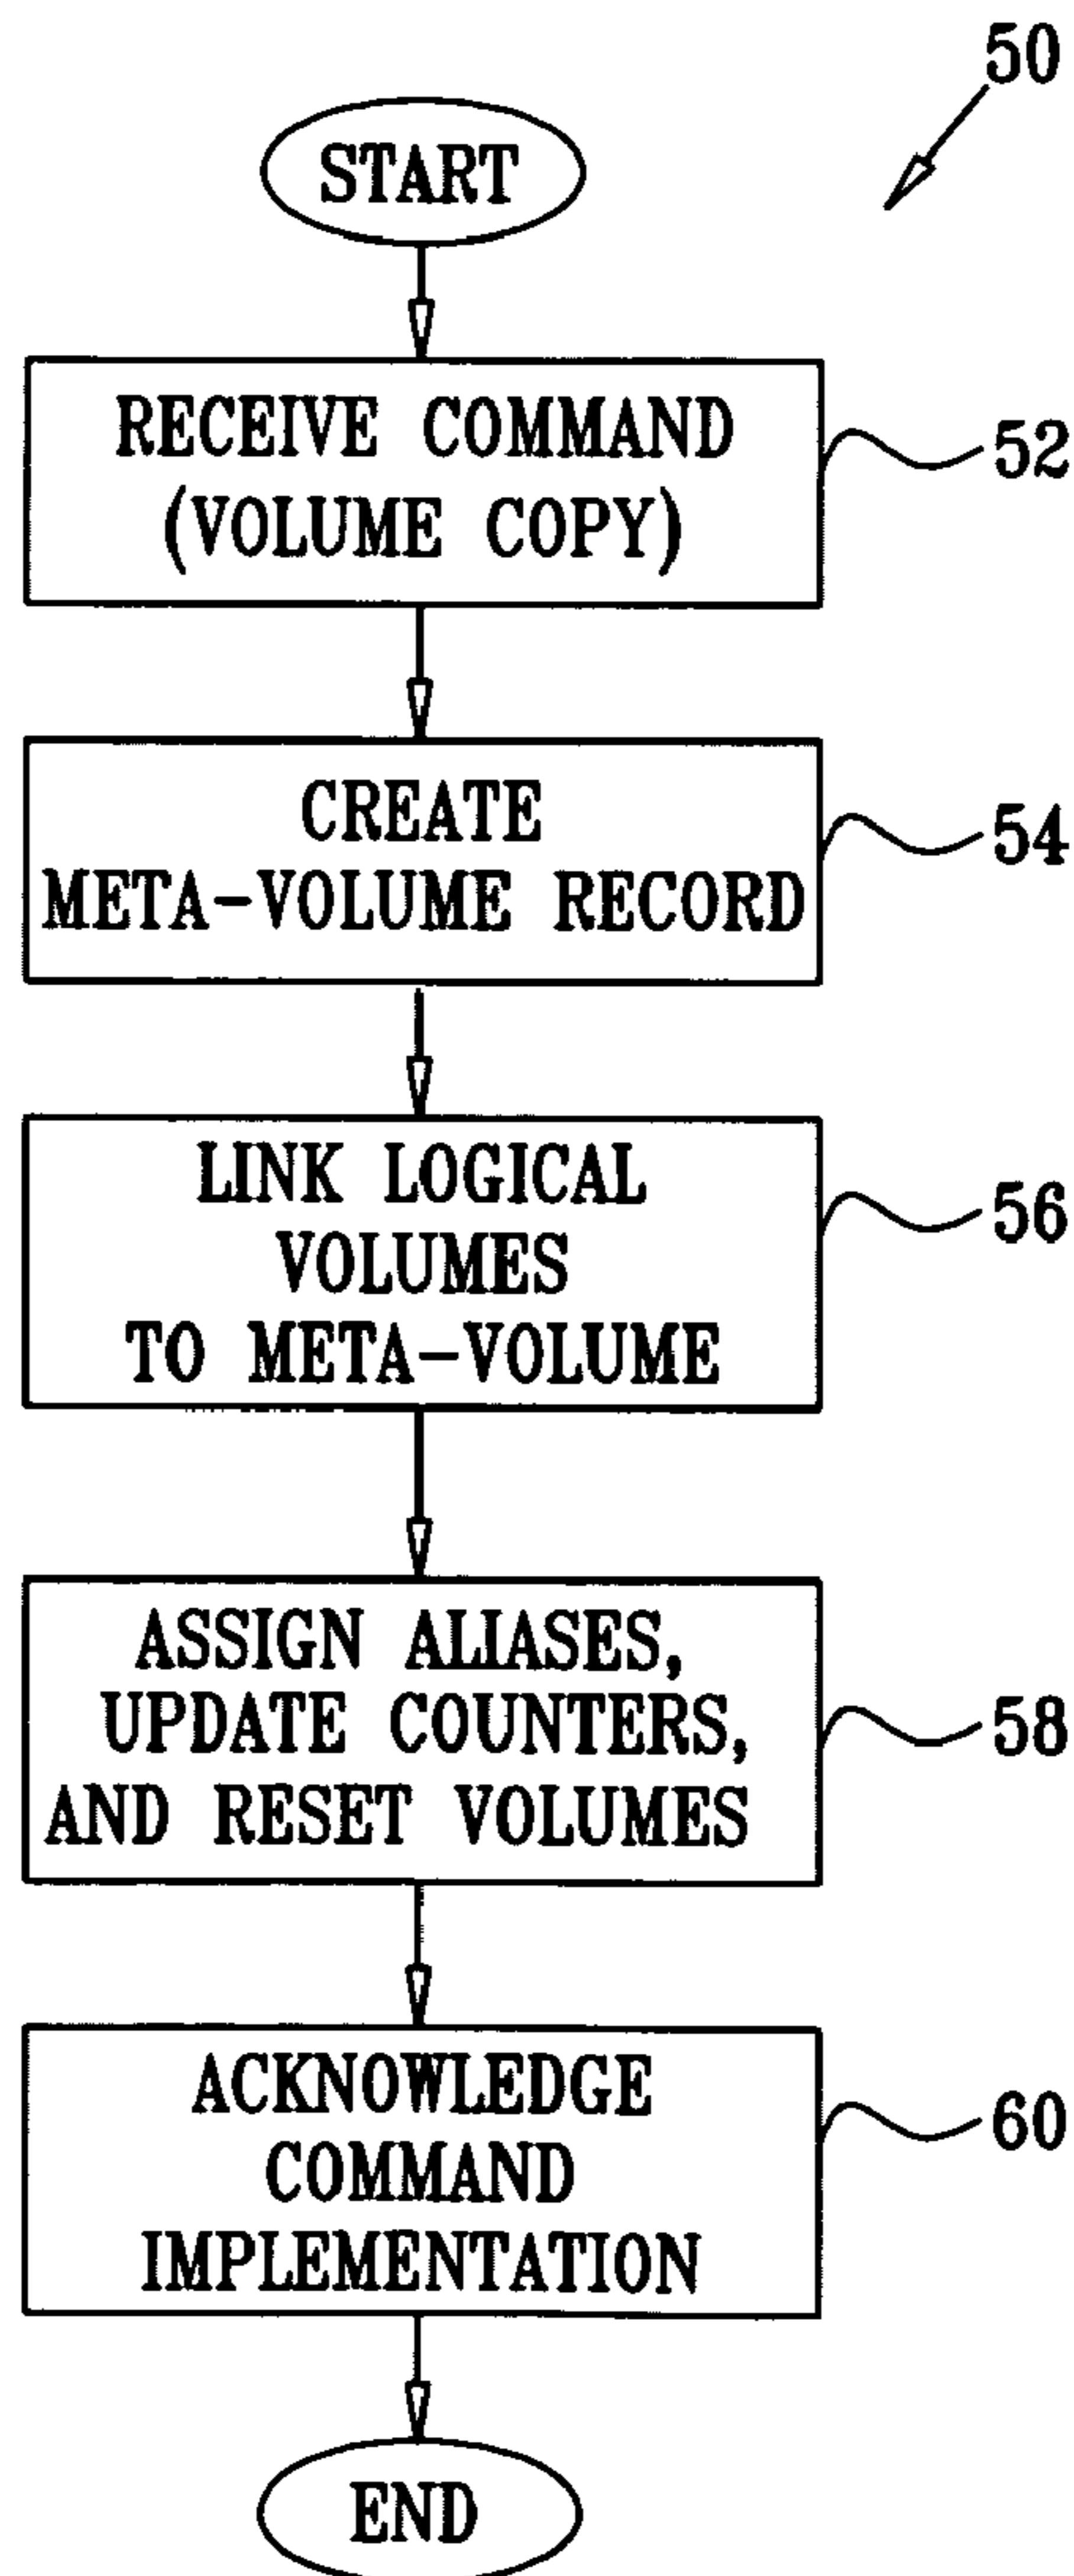 50
START
RECEIVE COMMAND
(VOLUME COPY)
52
CREATE
META-VOLUME RECORD
54
LINK LOGICAL
VOLUMES
TO META-VOLUME
56
ASSIGN ALIASES,
UPDATE COUNTERS,
AND RESET VOLUMES
58
ACKNOWLEDGE
COMMAND
IMPLEMENTATION
60
END